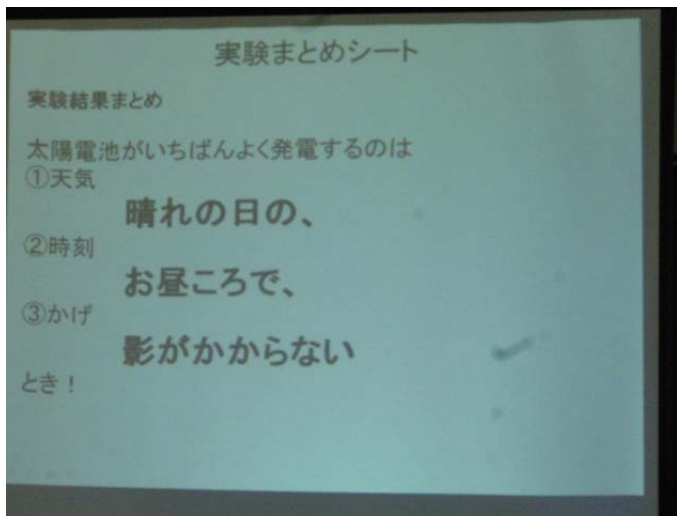 実験まとめシート
実験結果まとめ
太陽電池がいちばんよく発電するのは
①天気
晴れの日の、
②時刻
お昼ころで、
③かげ
影がかからない
とき！